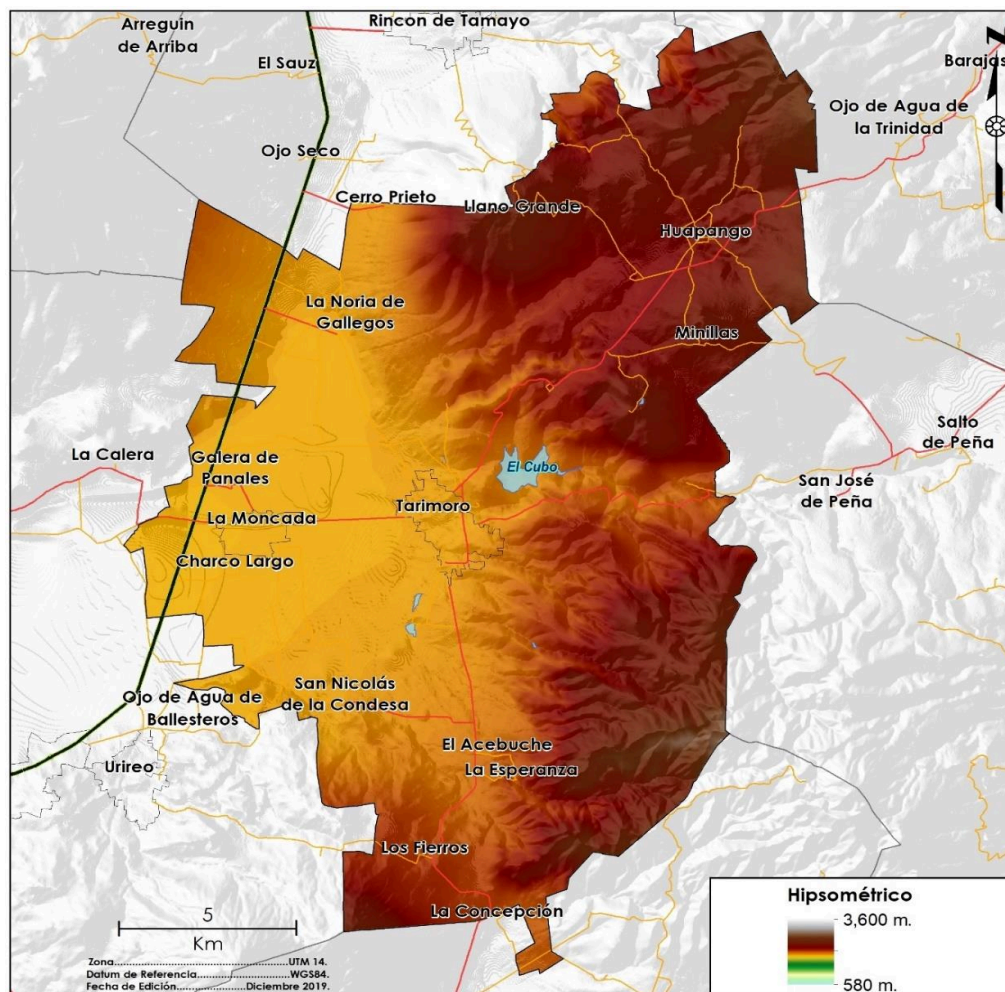 Rincon de Tamayo
Arreguin
de Arriba
El Sauz
Barajas
Ojo de Agua de
la Trinidad
Ojo Seco
Cerro Prieto
Llano Grande
Huapango
La Noria de
Gallegos
Minillas
Salto
de Peña
La Calera
Galera de
Panales
El Cubo
San José
de Peña
Tarimoro
La Moncada
Charco Largo
San Nicolás
de la Condesa
Ojo de Agua de
Ballesteros
El Acebuche
La Esperanza
Urireo
Los Fierros
La Concepción
Hipsométrico
3,600 m.
580 m.
5
Km
Zona UTM 14.
Datum de Referencia WGS84.
Fecha de Edición Diciembre 2019.